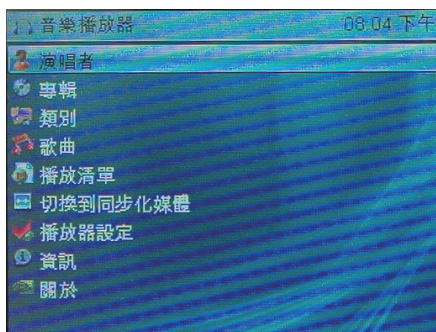 音樂播放器 08:04 下午
演唱者
專輯
類別
歌曲
播放清單
切換到同步化媒體
播放器設定
資訊
關於